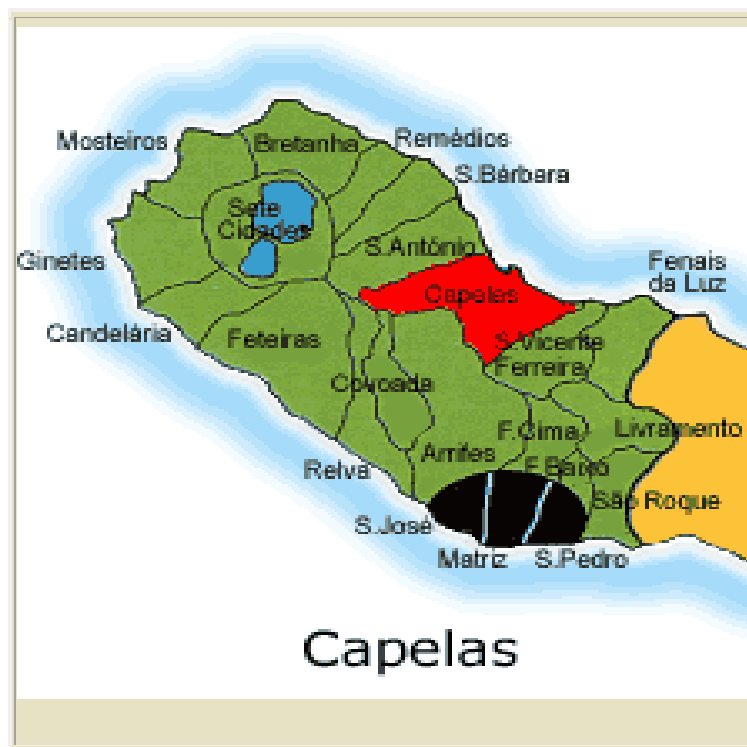 Mosteiros
Bretanha
Remédios
S.Bárbara
Sete
Cidades
S.António
Ginetes
Fenais
da Luz
Capelas
Candelária
Feteiras
S.Vicente
Ferreira
Covoada
F.Cima
Livramento
Arrifes
F.Baixo
Relva
São Roque
S.José
Matriz
S.Pedro
Capelas